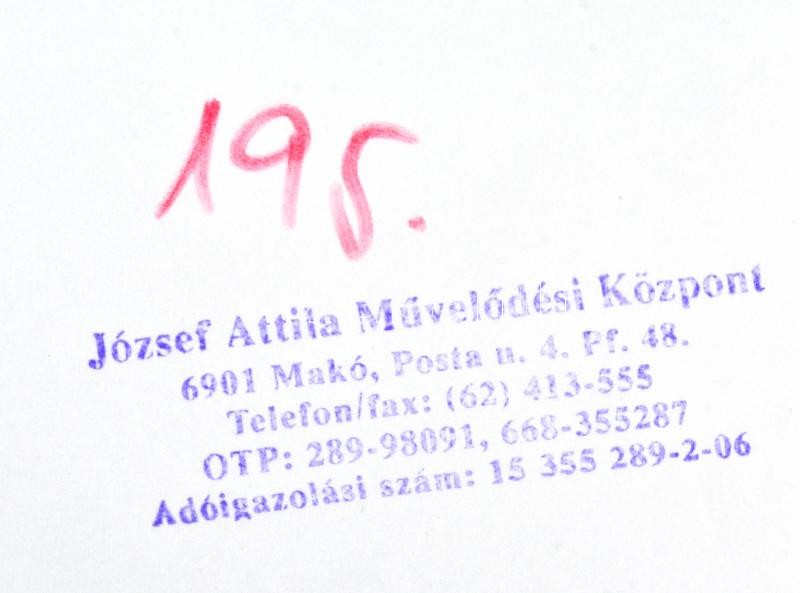 195.
József Attila Művelődési Központ
6901 Makó, Posta u. 4. Pf. 48.
Telefon/fax: (62) 413-555
OTP: 289-98091, 668-355287
Adóigazolási szám: 15 355 289-2-06